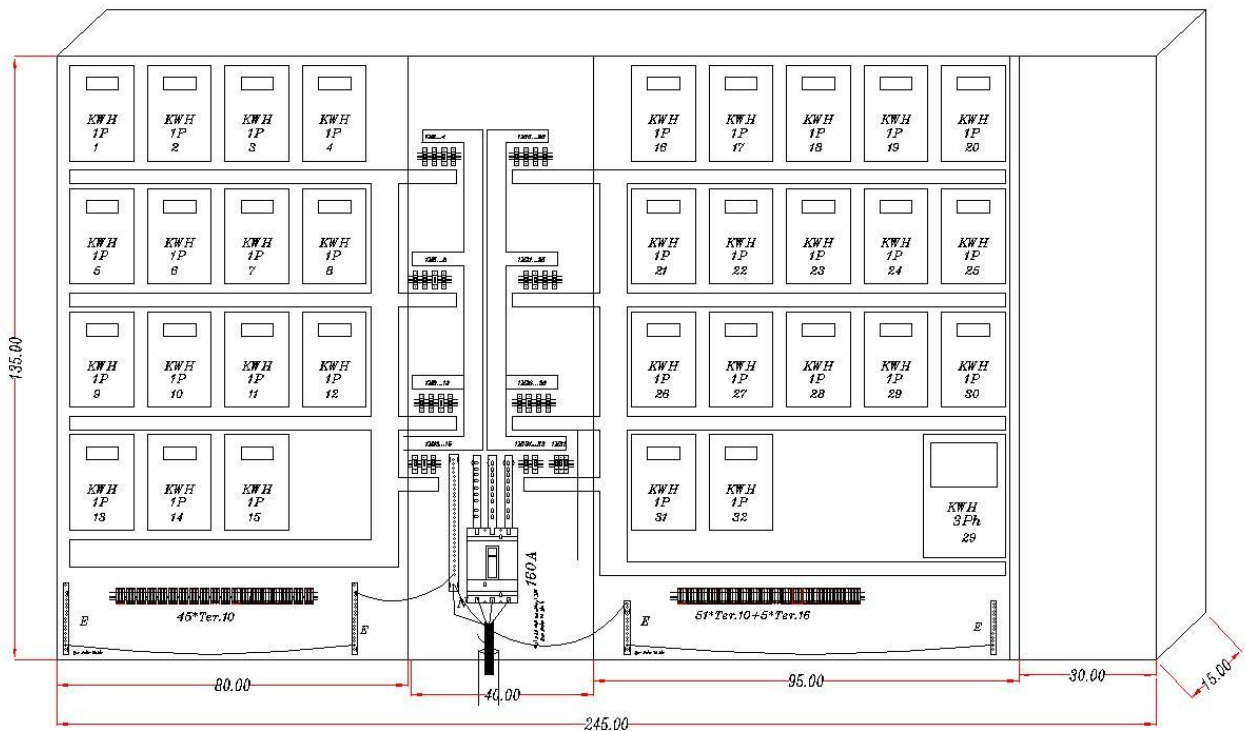 KWH
1P
1
KWH
1P
2
KWH
1P
3
KWH
1P
4
KWH
1P
16
KWH
1P
17
KWH
1P
18
KWH
1P
19
KWH
1P
20
KWH
1P
5
KWH
1P
6
KWH
1P
7
KWH
1P
8
KWH
1P
21
KWH
1P
22
KWH
1P
23
KWH
1P
24
KWH
1P
25
KWH
1P
9
KWH
1P
10
KWH
1P
11
KWH
1P
12
KWH
1P
26
KWH
1P
27
KWH
1P
28
KWH
1P
29
KWH
1P
30
KWH
1P
13
KWH
1P
14
KWH
1P
15
KWH
1P
31
KWH
1P
32
KWH
3Ph
29
135.00
160A
N
E
45*Ter.10
E
E
51*Ter.10+5*Ter.16
E
80.00
40.00
95.00
30.00
15.00
245.00